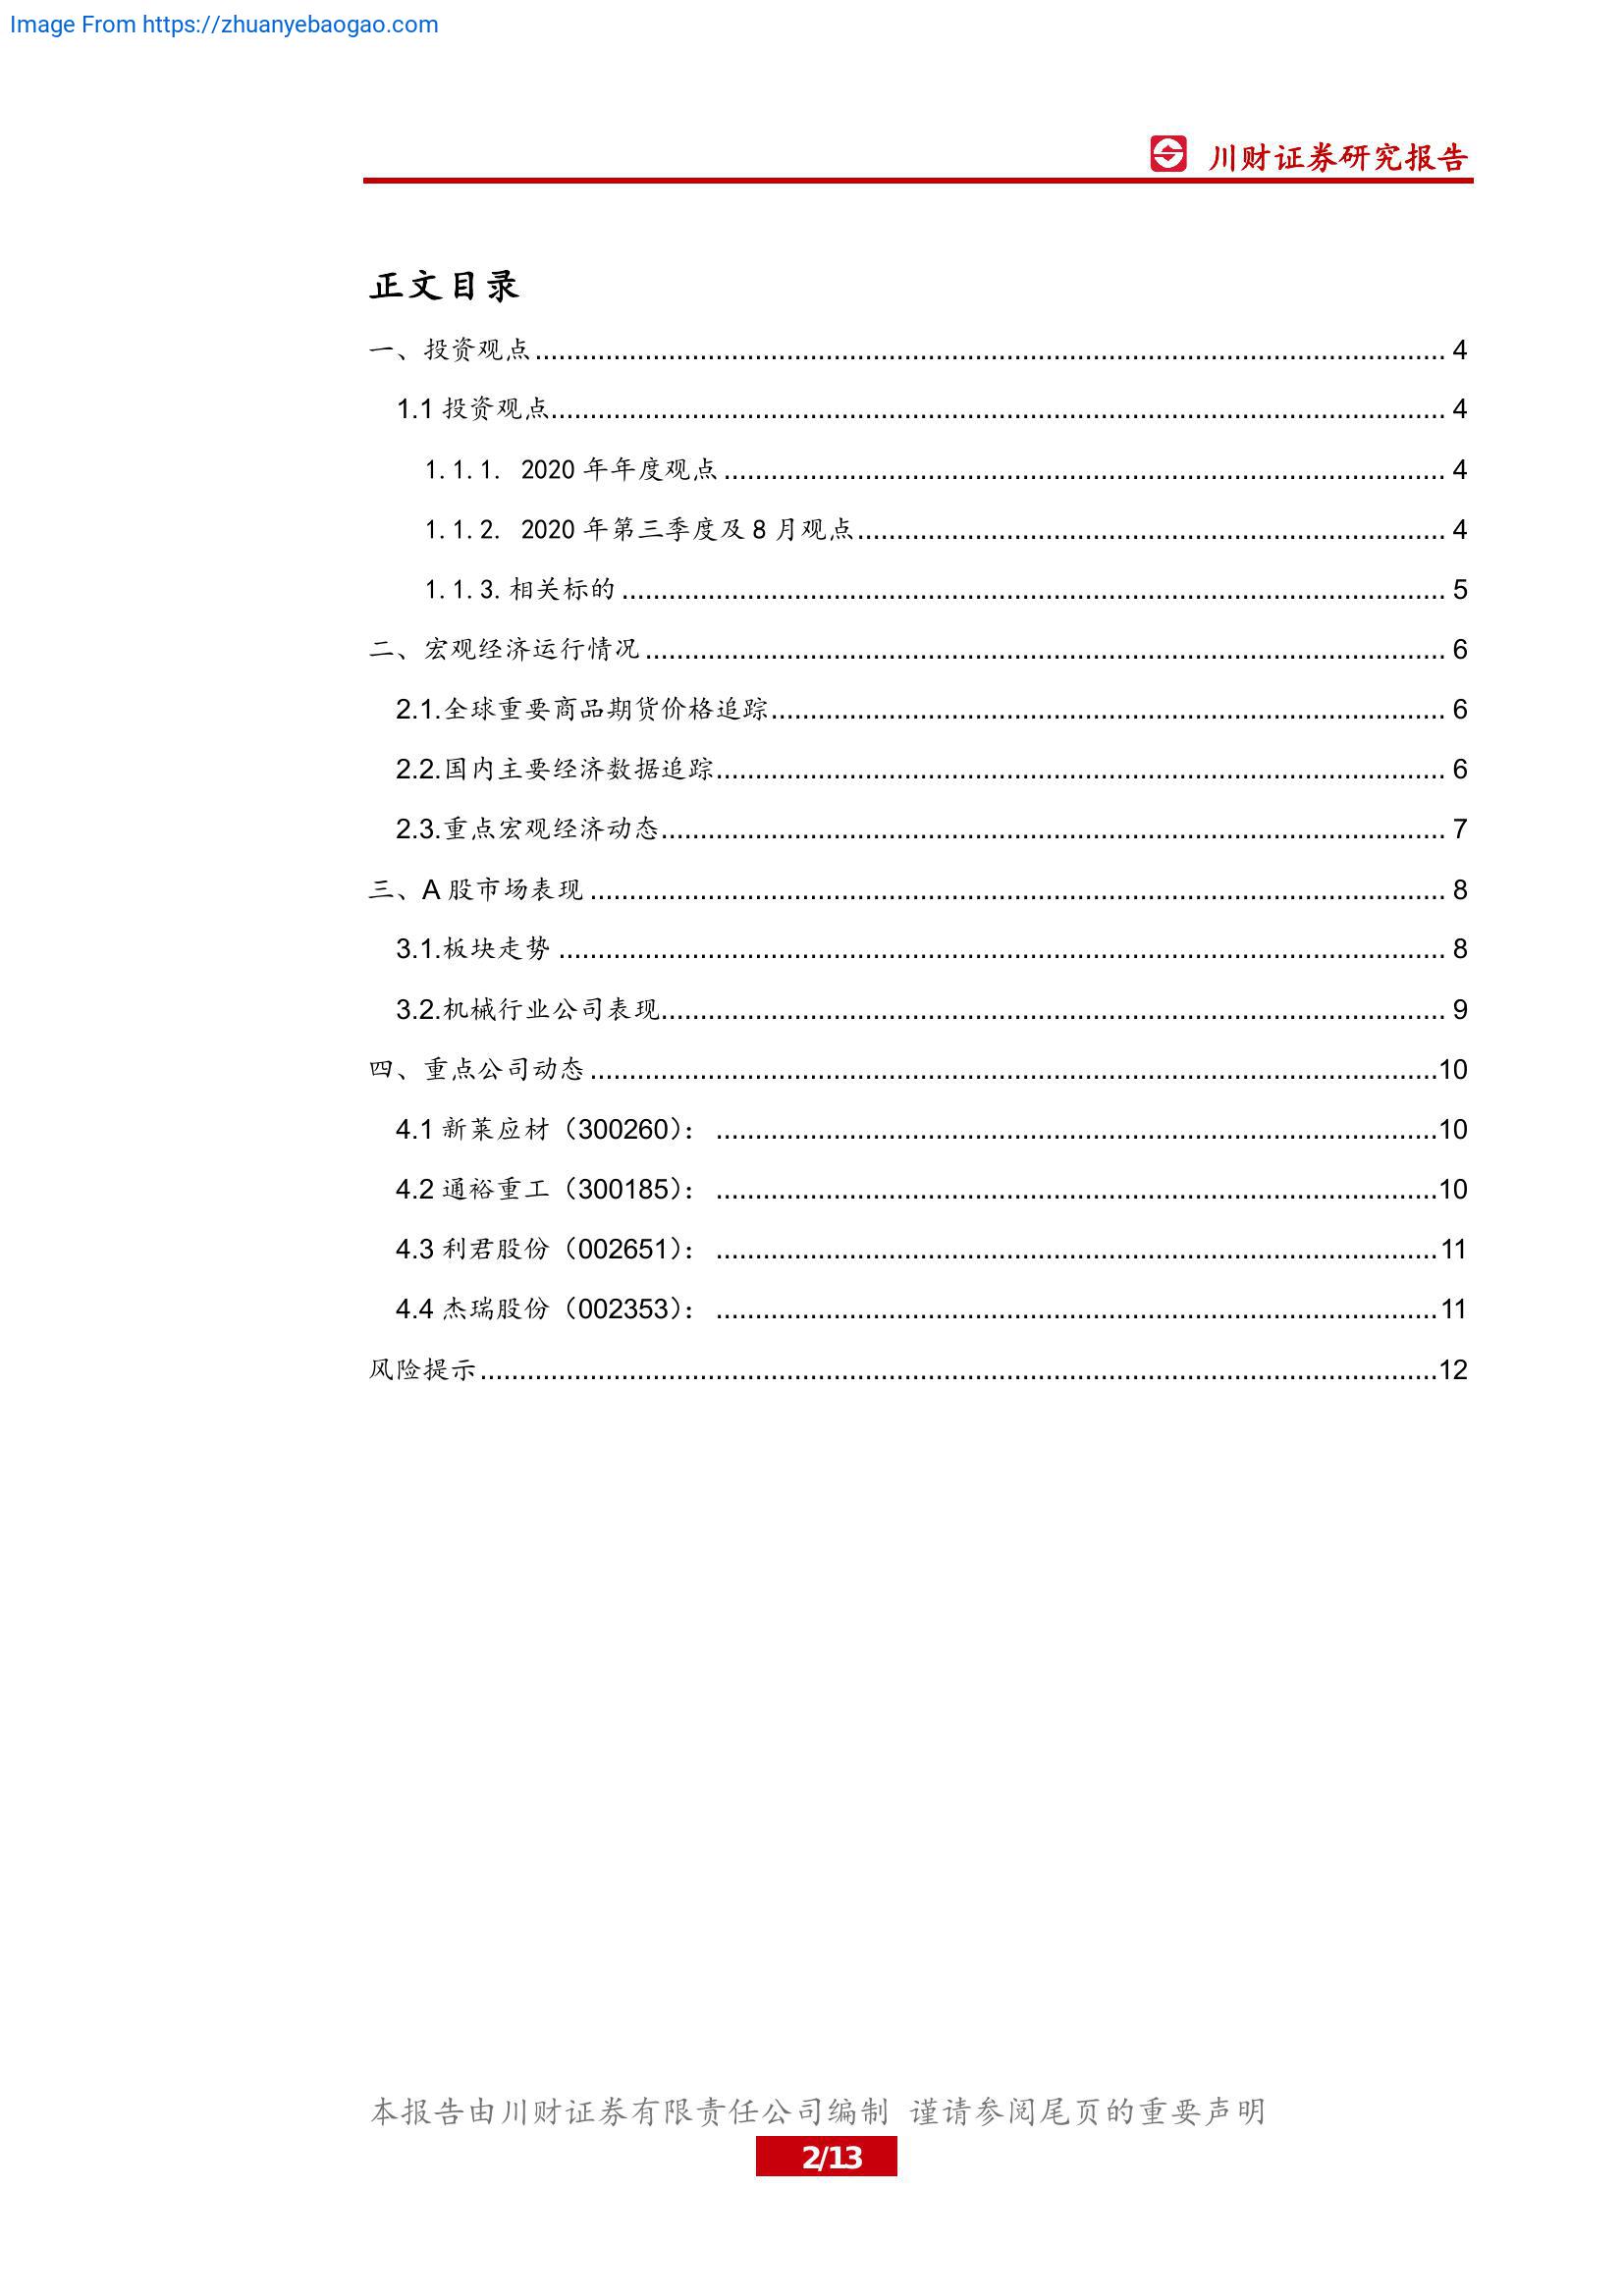 Image From https://zhuanyebaogao.com
川财证券研究报告
正文目录
一、投资观点........................................ 4
1.1 投资观点........................................ 4
1.1.1. 2020 年年度观点........................................ 4
1.1.2. 2020 年第三季度及 8 月观点........................................ 4
1.1.3.相关标的........................................ 5
二、宏观经济运行情况........................................ 6
2.1.全球重要商品期货价格追踪........................................ 6
2.2.国内主要经济数据追踪........................................ 6
2.3.重点宏观经济动态........................................ 7
三、A 股市场表现........................................ 8
3.1.板块走势........................................ 8
3.2.机械行业公司表现........................................ 9
四、重点公司动态........................................10
4.1 新莱应材（300260）：........................................10
4.2 通裕重工（300185）：........................................10
4.3 利君股份（002651）：........................................11
4.4 杰瑞股份（002353）：........................................11
风险提示........................................12
本报告由川财证券有限责任公司编制 谨请参阅尾页的重要声明
2/13